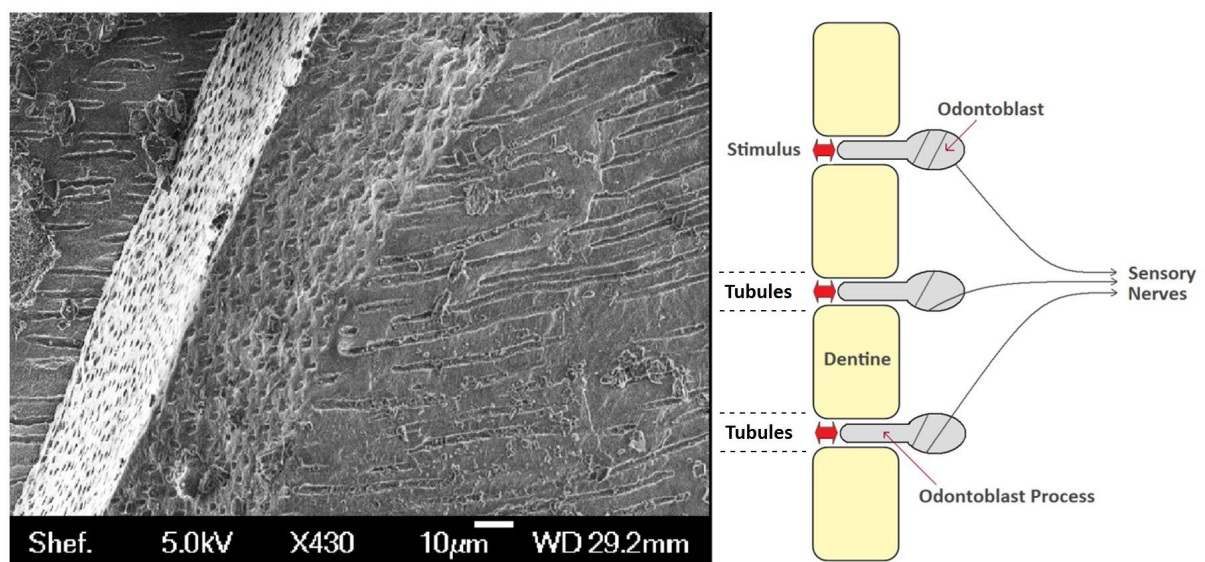 Shef. 5.0kV X430 10µm WD 29.2mm
Odontoblast
Stimulus
Tubules
Sensory
Nerves
Dentine
Tubules
Odontoblast Process